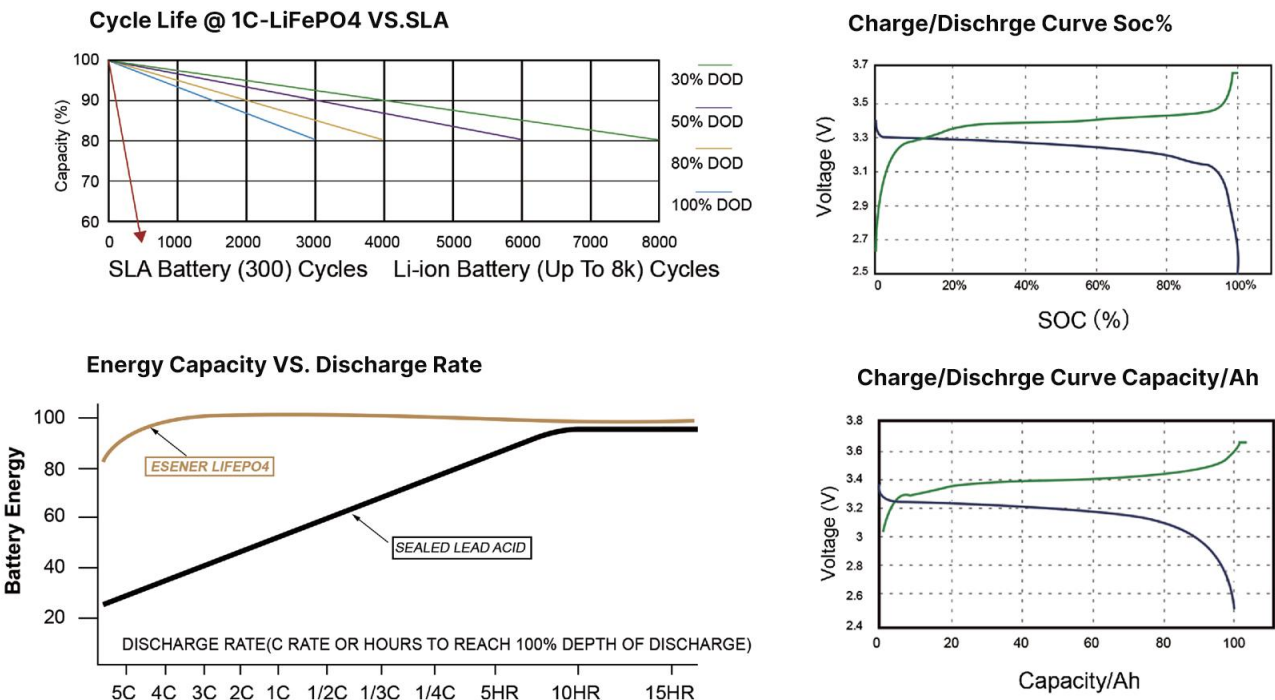 Cycle Life @ 1C-LiFePO4 VS.SLA
100
90
80
70
60
Capacity (%)
0 1000 2000 3000 4000 5000 6000 7000 8000
SLA Battery (300) Cycles Li-ion Battery (Up To 8k) Cycles
30% DOD
50% DOD
80% DOD
100% DOD
Charge/Dischrge Curve Soc%
3.7
3.5
3.3
3.1
2.9
2.7
2.5
Voltage (V)
0 20% 40% 60% 80% 100%
SOC (%)
Energy Capacity VS. Discharge Rate
100
80
60
40
20
Battery Energy
ESENER LIFEPO4
SEALED LEAD ACID
DISCHARGE RATE(C RATE OR HOURS TO REACH 100% DEPTH OF DISCHARGE)
5C 4C 3C 2C 1C 1/2C 1/3C 1/4C 5HR 10HR 15HR
Charge/Dischrge Curve Capacity/Ah
3.8
3.6
3.4
3.2
3
2.8
2.6
2.4
Voltage (V)
0 20 40 60 80 100
Capacity/Ah